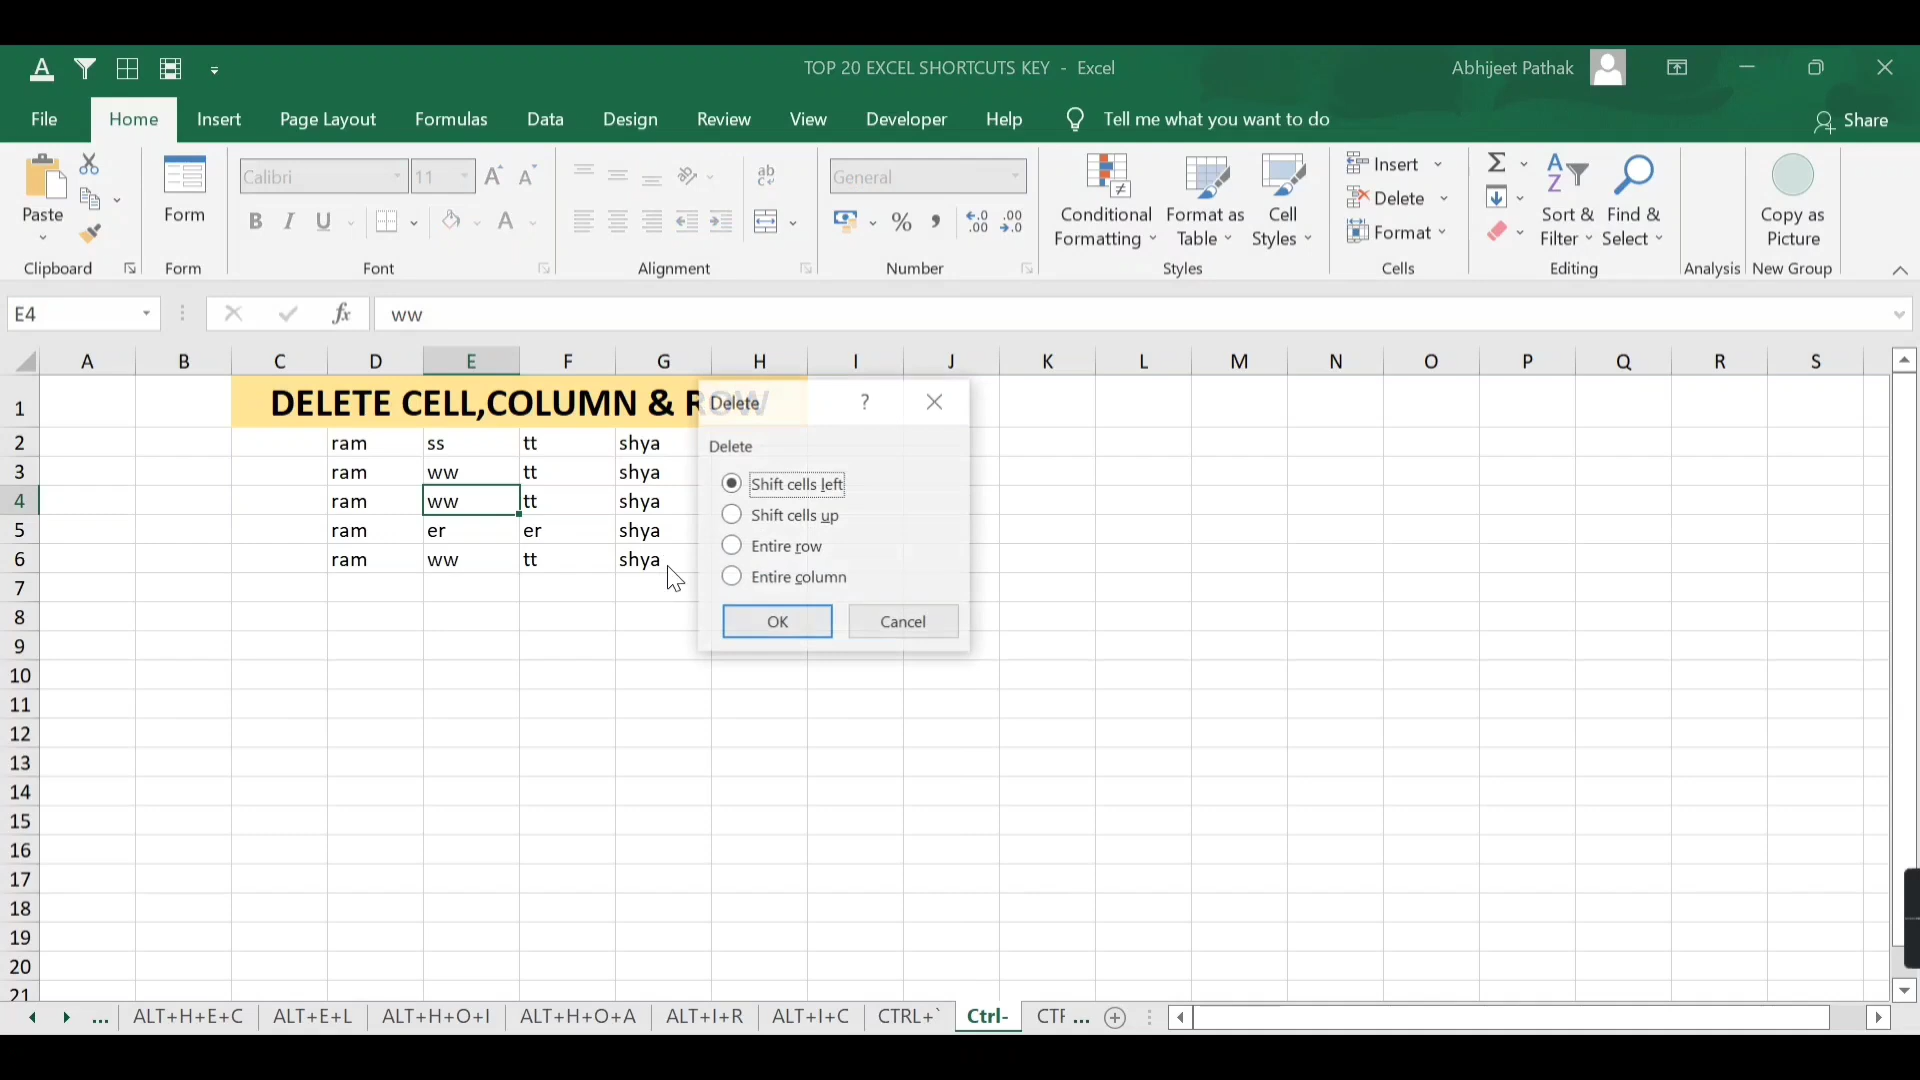 TOP 20 EXCEL SHORTCUTS KEY - Excel
Abhijeet Pathak
File Home Insert Page Layout Formulas Data Design Review View Developer Help Tell me what you want to do Share
Paste
Form
Calibri 11
B I U
A
ab
General
% ,
Conditional Formatting
Format as Table
Cell Styles
Insert
Delete
Format
Sort & Filter
Find & Select
Copy as Picture
Clipboard Form Font Alignment Number Styles Cells Editing Analysis New Group
E4 fx ww
A B C D E F G H I J K L M N O P Q R S
1 DELETE CELL,COLUMN & ROW
2 ram ss tt shya
3 ram ww tt shya
4 ram ww tt shya
5 ram er er shya
6 ram ww tt shya
7
8
9
10
11
12
13
14
15
16
17
18
19
20
21
Delete ?
Delete
Shift cells left
Shift cells up
Entire row
Entire column
OK Cancel
... ALT+H+E+C ALT+E+L ALT+H+O+I ALT+H+O+A ALT+I+R ALT+I+C CTRL+` Ctrl- CTF ...